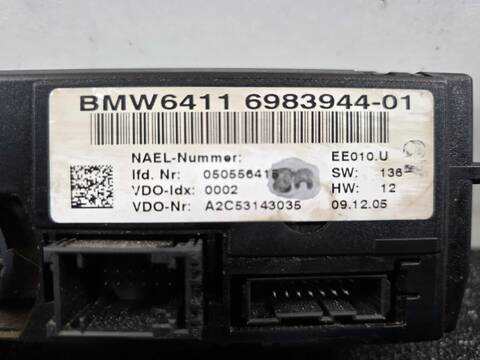 BMW6411 6983944-01
NAEL-Nummer: EE010.U
lfd. Nr: SW: 136
VDO-Idx: 0002 HW: 12
VDO-Nr: A2C53143035 09.12.05